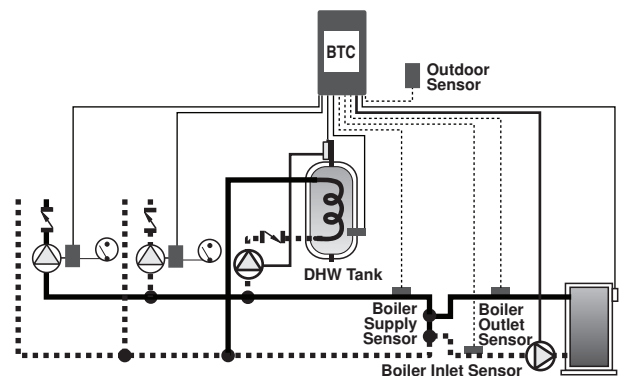 BTC
Outdoor
Sensor
DHW Tank
Boiler
Supply
Sensor
Boiler
Outlet
Sensor
Boiler Inlet Sensor